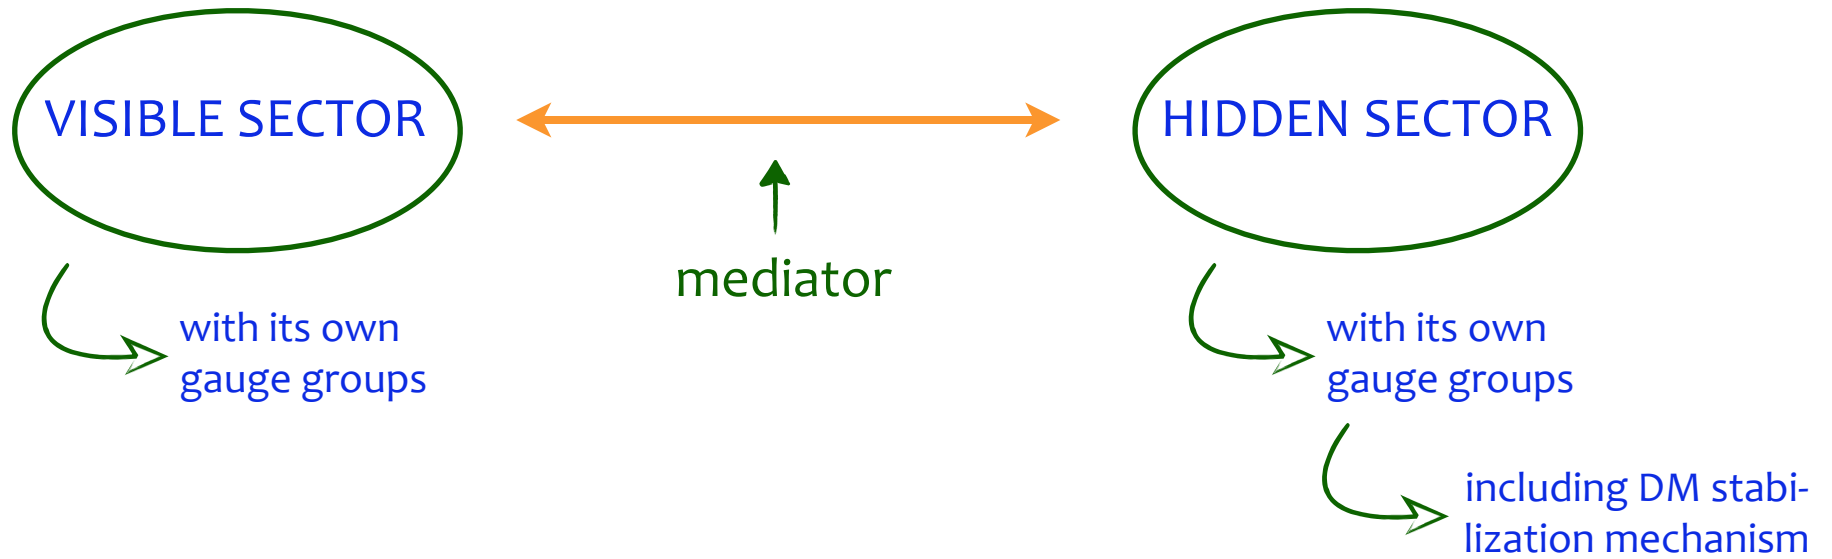 VISIBLE SECTOR
HIDDEN SECTOR
mediator
with its own
gauge groups
with its own
gauge groups
including DM stabi-
lization mechanism